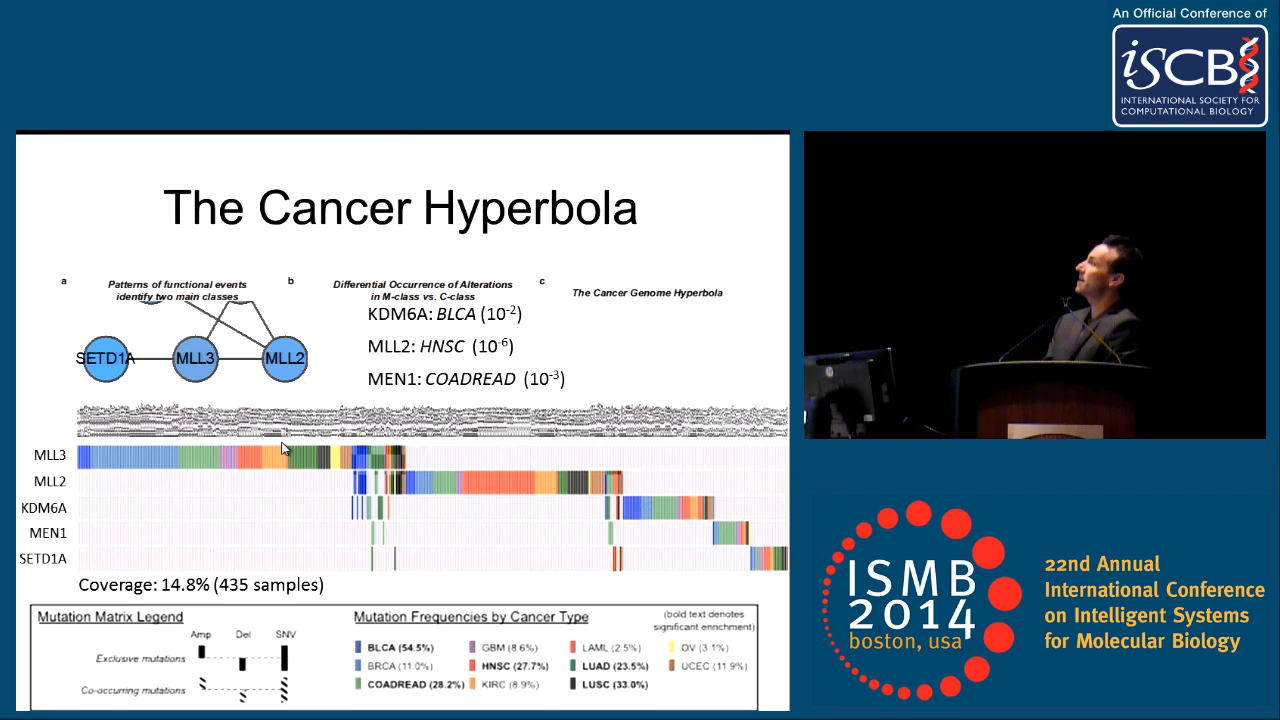 An Official Conference of
iSCB
INTERNATIONAL SOCIETY FOR
COMPUTATIONAL BIOLOGY
The Cancer Hyperbola
a
Patterns of functional events
identify two main classes
b
Differential Occurrence of Alterations
in M-class vs. C-class
c
The Cancer Genome Hyperbola
SETD1A
MLL3
MLL2
KDM6A: BLCA (10-2)
MLL2: HNSC (10-6)
MEN1: COADREAD (10-3)
MLL3
MLL2
KDM6A
MEN1
SETD1A
Coverage: 14.8% (435 samples)
Mutation Matrix Legend
Amp Del SNV
Exclusive mutations
Co-occurring mutations
Mutation Frequencies by Cancer Type
(bold text denotes
significant enrichment)
BLCA (54.5%) GBM (8.6%) LAML (2.5%) OV (3.1%)
BRCA (11.0%) HNSC (27.7%) LUAD (23.5%) UCEC (11.9%)
COADREAD (28.2%) KIRC (8.9%) LUSC (33.0%)
ISMB
2014
boston, usa
22nd Annual
International Conference
on Intelligent Systems
for Molecular Biology